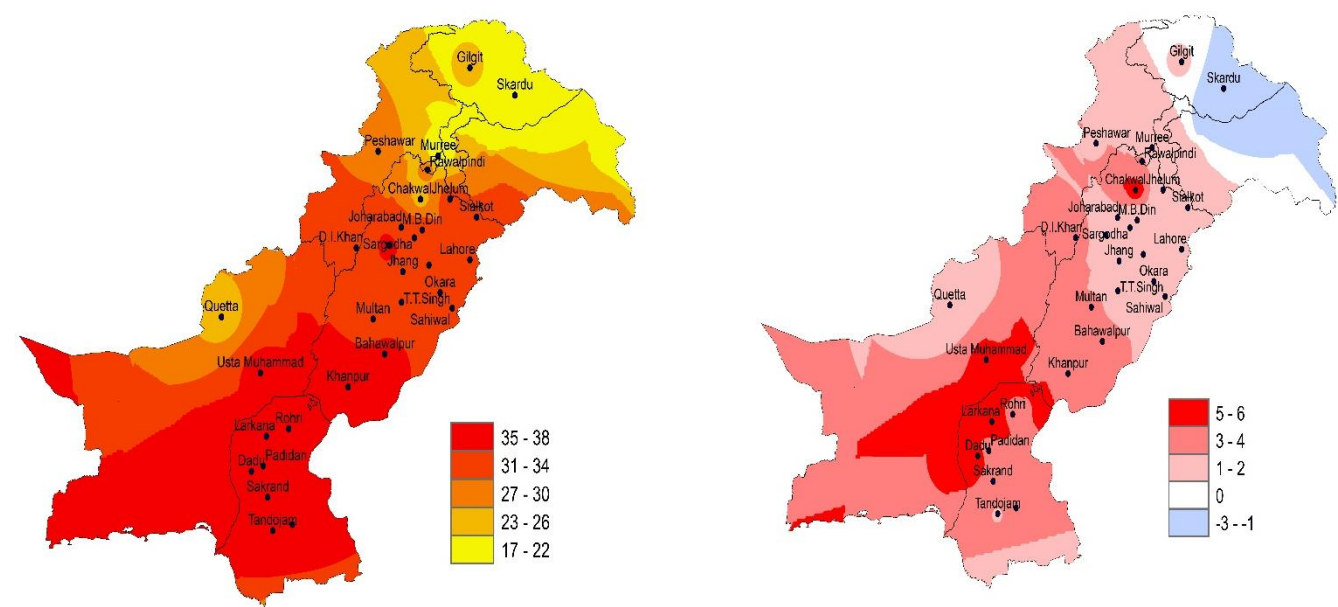 Gilgit
Skardu
Peshawar
Murree
Rawalpindi
Chakwal
Jhelum
Sialkot
Joharabad
M.B.Din
D.I.Khan
Sargodha
Lahore
Jhang
Okara
T.T.Singh
Quetta
Multan
Sahiwal
Bahawalpur
Usta Muhammad
Khanpur
Rohri
Larkana
Padidan
Dadu
Sakrand
Tandojam
35 - 38
31 - 34
27 - 30
23 - 26
17 - 22
Gilgit
Skardu
Peshawar
Murree
Rawalpindi
Chakwal
Jhelum
Sialkot
Joharabad
M.B.Din
D.I.Khan
Sargodha
Lahore
Jhang
Okara
T.T.Singh
Quetta
Multan
Sahiwal
Bahawalpur
Usta Muhammad
Khanpur
Rohri
Larkana
Padidan
Dadu
Sakrand
Tandojam
5 - 6
3 - 4
1 - 2
0
-3 - -1